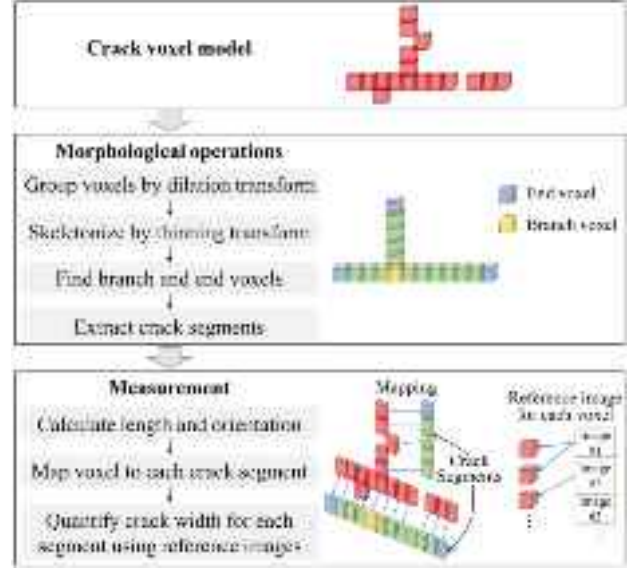 Crack voxel model
Morphological operations
Group voxels by dilation transform
Skeletonize by thinning transform
Find branch and end voxels
Extract crack segments
End voxel
Branch voxel
Measurement
Calculate length and orientation
Map voxel to each crack segment
Quantify crack width for each
segment using reference images
Mapping
Crack
Segments
Reference image
for each voxel
image
image